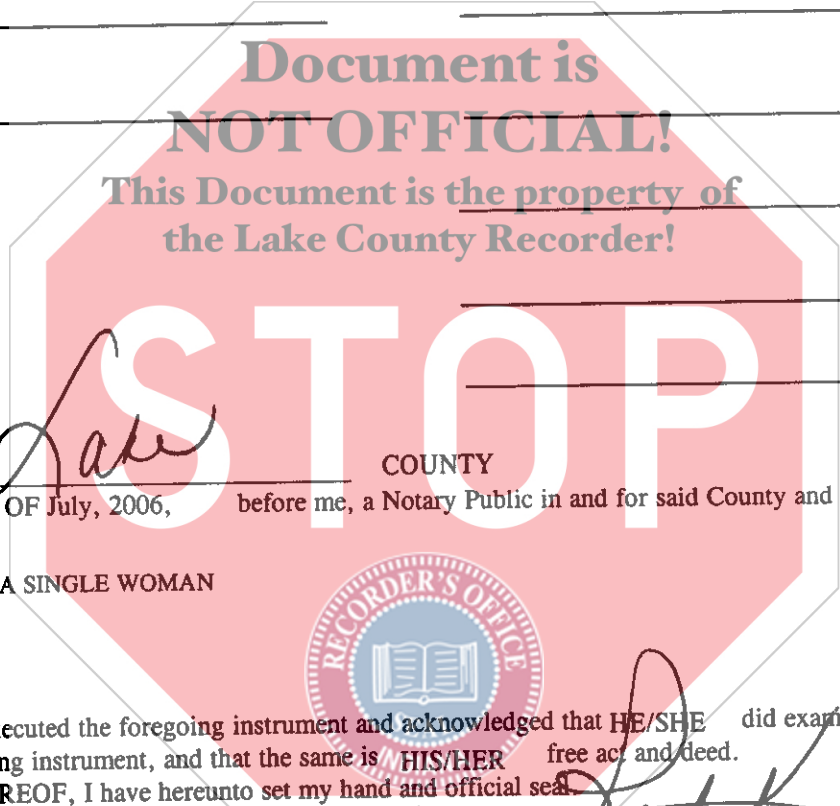 Document is
NOT OFFICIAL!
This Document is the property of
the Lake County Recorder!
STOP
Lake COUNTY
OF July, 2006, before me, a Notary Public in and for said County and
A SINGLE WOMAN
RECORDER'S OFFICE
ecuted the foregoing instrument and acknowledged that HE/SHE did exam
ng instrument, and that the same is HIS/HER free act and deed.
REOF, I have hereunto set my hand and official seal.